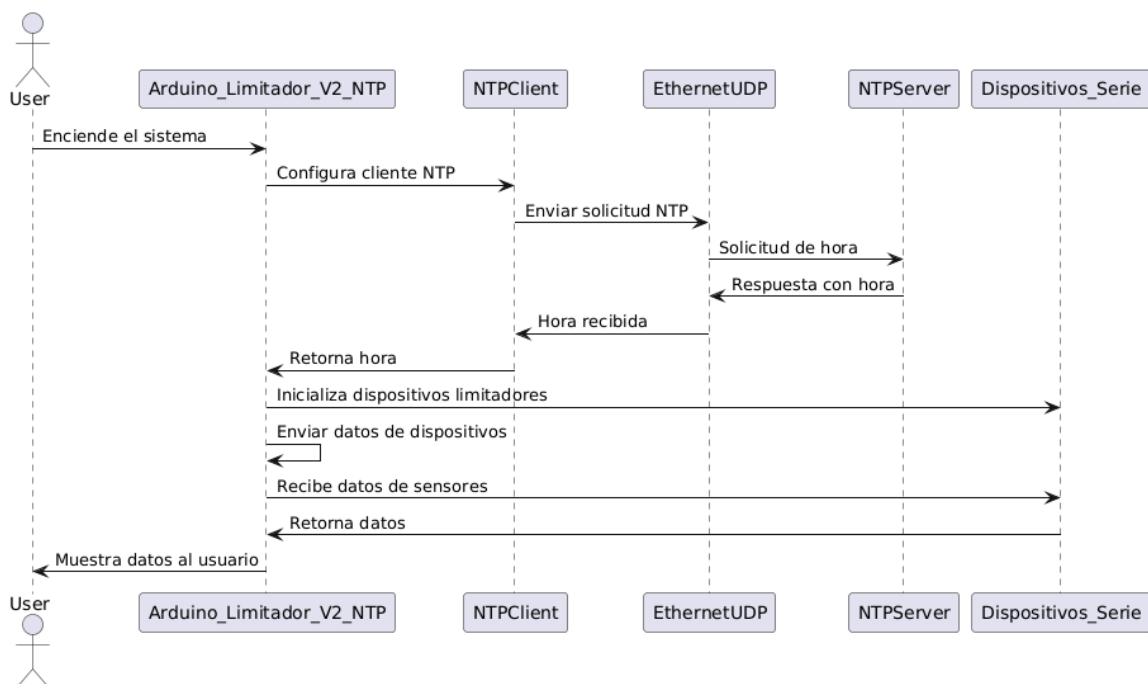 User
Arduino_Limitador_V2_NTP
NTPClient
EthernetUDP
NTPServer
Dispositivos_Serie
Enciende el sistema
Configura cliente NTP
Enviar solicitud NTP
Solicitud de hora
Respuesta con hora
Hora recibida
Retorna hora
Inicializa dispositivos limitadores
Enviar datos de dispositivos
Recibe datos de sensores
Retorna datos
Muestra datos al usuario
User
Arduino_Limitador_V2_NTP
NTPClient
EthernetUDP
NTPServer
Dispositivos_Serie